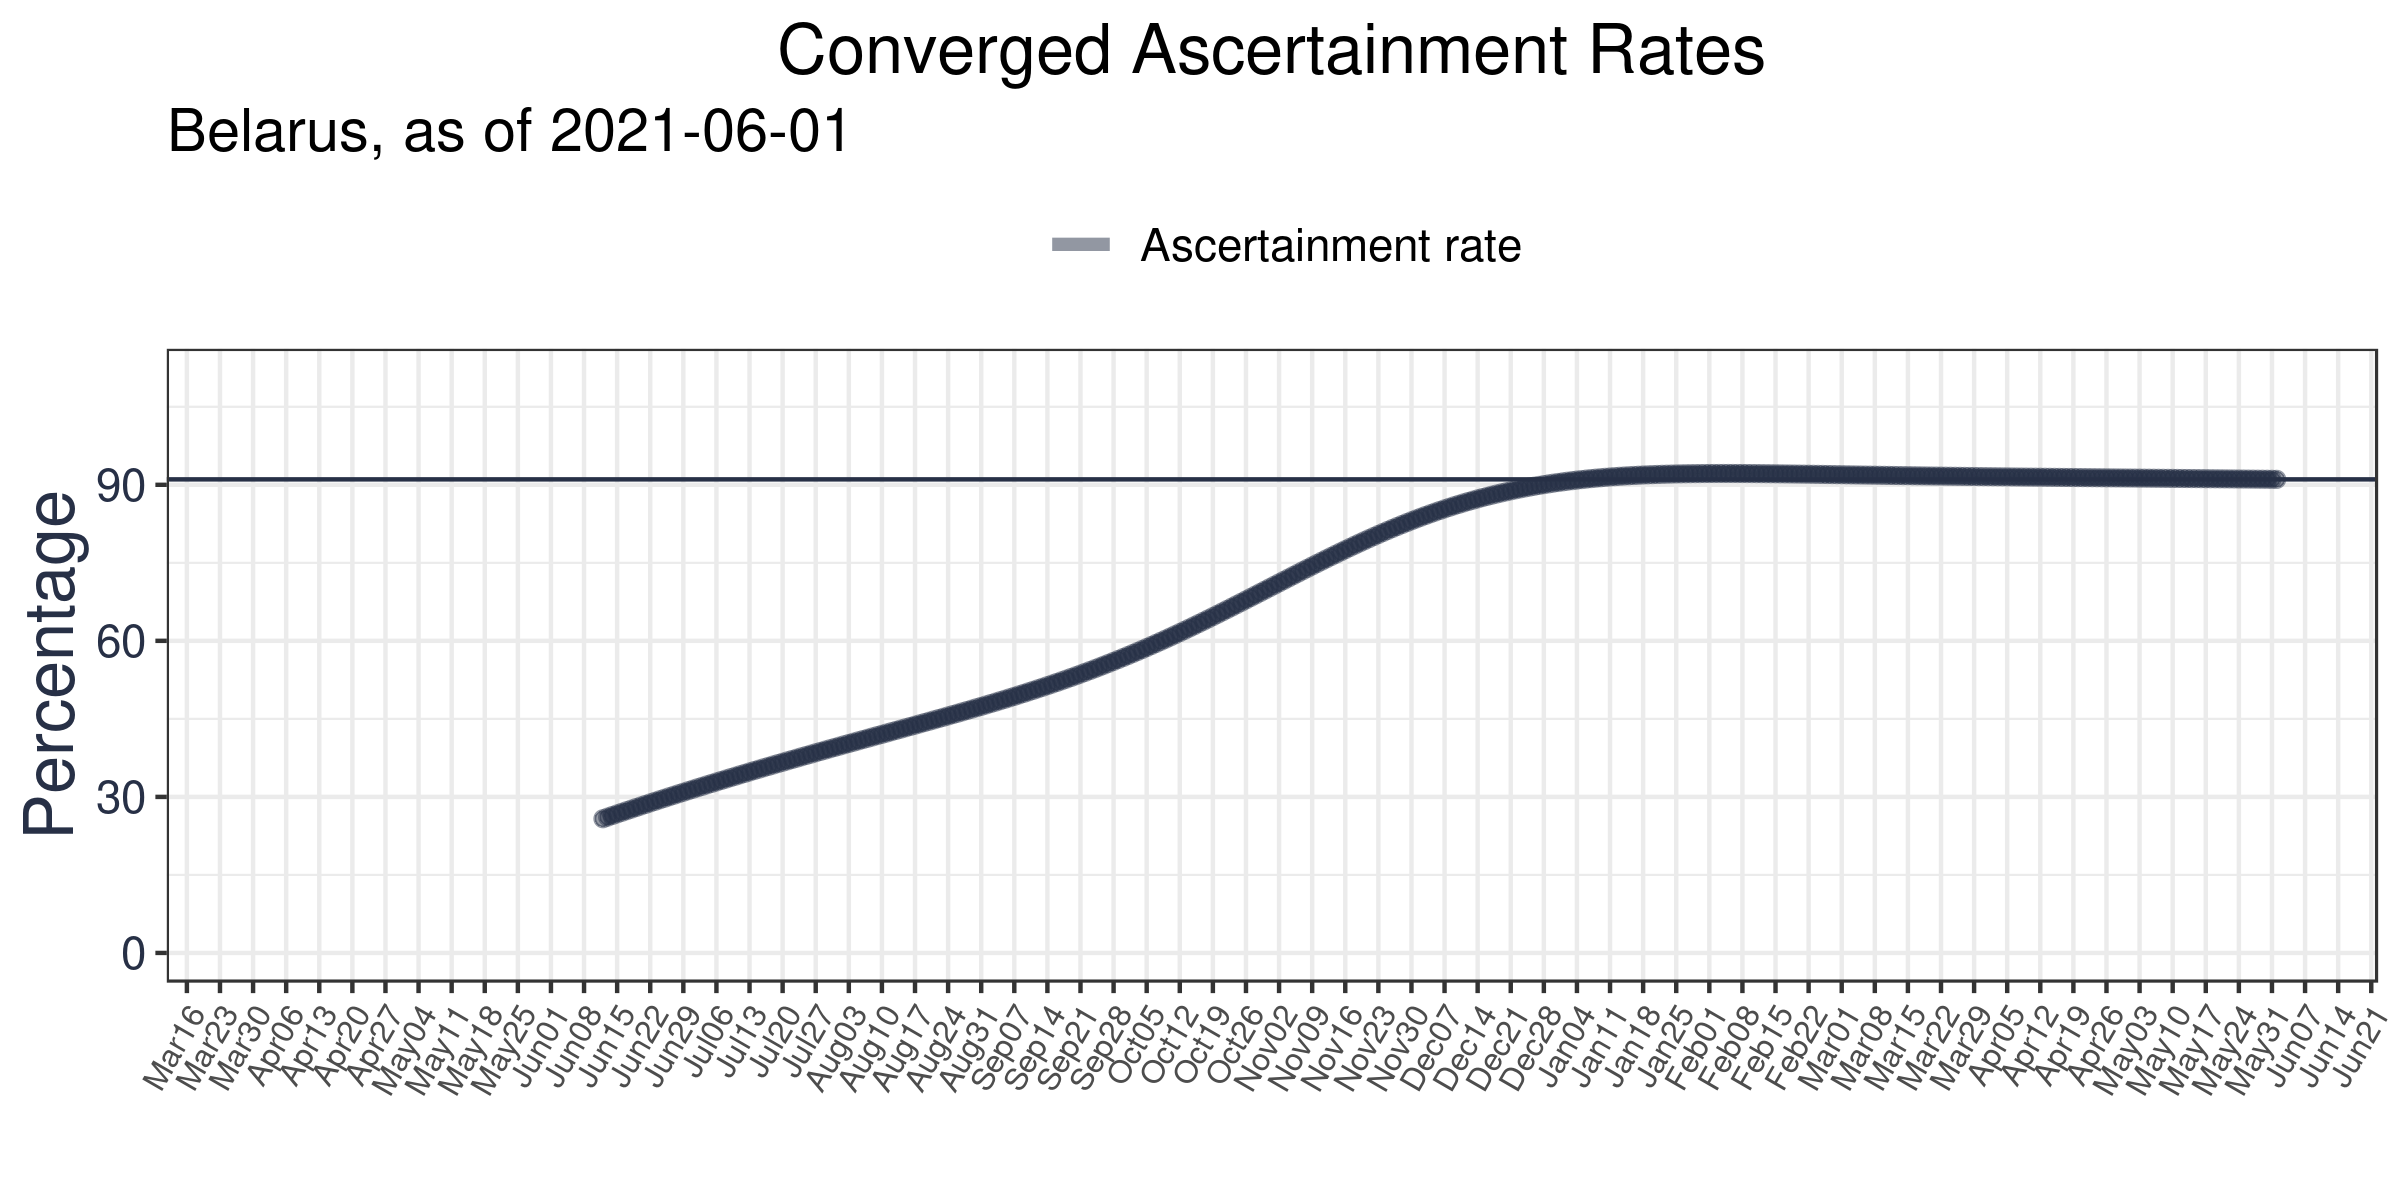 Converged Ascertainment Rates
Belarus, as of 2021-06-01
Ascertainment rate
Percentage
90
60
30
0
Mar16 Mar23 Mar30 Apr06 Apr13 Apr20 Apr27 May04 May11 May18 May25 Jun01 Jun08 Jun15 Jun22 Jun29 Jul06 Jul13 Jul20 Jul27 Aug03 Aug10 Aug17 Aug24 Aug31 Sep07 Sep14 Sep21 Sep28 Oct05 Oct12 Oct19 Oct26 Nov02 Nov09 Nov16 Nov23 Nov30 Dec07 Dec14 Dec21 Dec28 Jan04 Jan11 Jan18 Jan25 Feb01 Feb08 Feb15 Feb22 Mar01 Mar08 Mar15 Mar22 Mar29 Apr05 Apr12 Apr19 Apr26 May03 May10 May17 May24 May31 Jun07 Jun14 Jun21